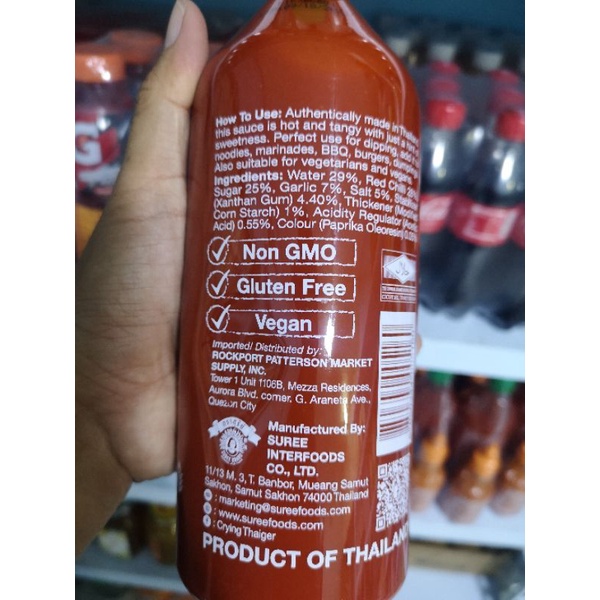 How To Use: Authentically made in
this sauce is hot and tangy with just a
sweetness. Perfect use for dipping, add
noodles, marinades, BBQ, burgers,
Also suitable for vegetarians and
Ingredients: Water 29%, Red Chilli
Sugar 25%, Garlic 7%, Salt 5%,
(Xanthan Gum) 4.40%, Thickener
Corn Starch) 1%, Acidity Regulator
Acid) 0.55%, Colour (Paprika Oleoresin)
Non GMO
Gluten Free
Vegan
Imported/ Distributed by:
ROCKPORT PATTERSON MARKET
SUPPLY, INC.
Tower 1 Unit 1106B, Mezza Residences,
Aurora Blvd. corner. G. Araneta Ave.,
Quezon City
Manufactured By:
SUREE
INTERFOODS
CO., LTD.
11/13 M. 3, T. Banbor, Mueang Samut
Sakhon, Samut Sakhon 74000 Thailand
: marketing@sureefoods.com
: www.sureefoods.com
: Crying Thaiger
PRODUCT OF THAILAN